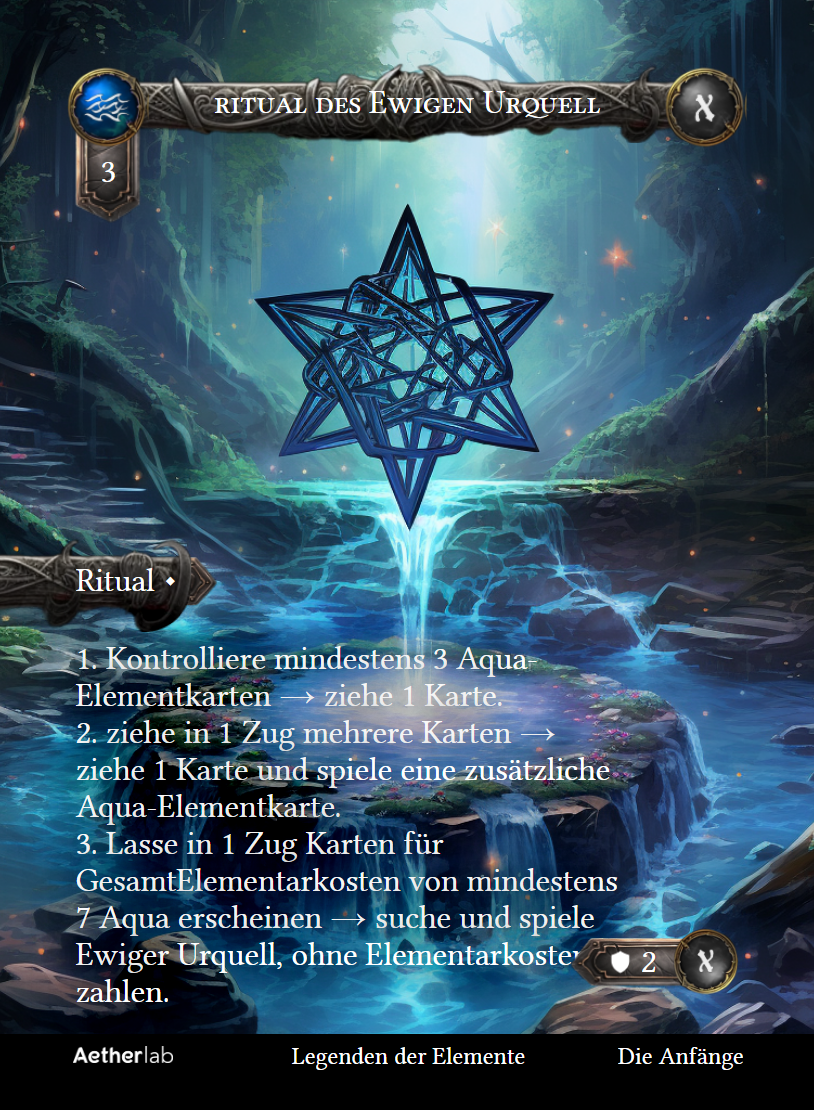 ritual des Ewigen Urquell
3
Ritual
1. Kontrolliere mindestens 3 Aqua-
Elementkarten → ziehe 1 Karte.
2. ziehe in 1 Zug mehrere Karten →
ziehe 1 Karte und spiele eine zusätzliche
Aqua-Elementkarte.
3. Lasse in 1 Zug Karten für
GesamtElementarkosten von mindestens
7 Aqua erscheinen → suche und spiele
Ewiger Urquell, ohne Elementarkosten
zahlen.
2
Aetherlab Legenden der Elemente Die Anfänge